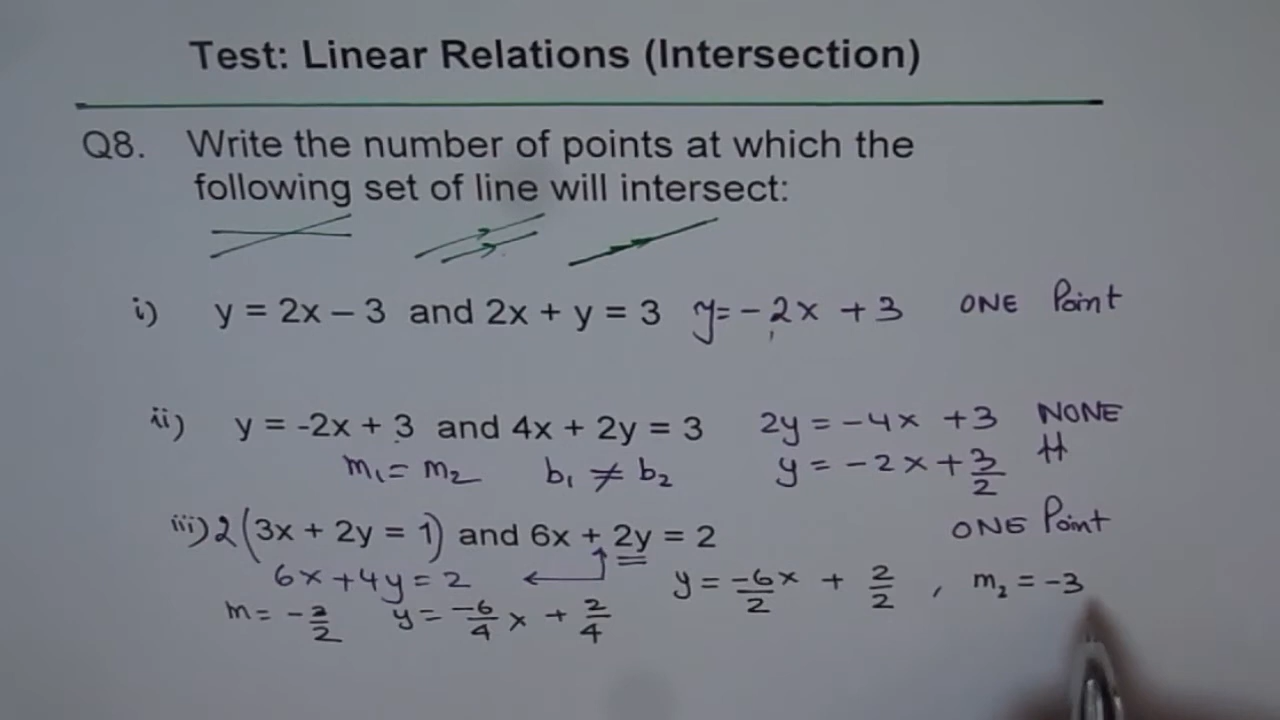 Test: Linear Relations (Intersection)
Q8. Write the number of points at which the
following set of line will intersect:
i) y = 2x – 3 and 2x + y = 3 y = -2x + 3 ONE Point
ii) y = -2x + 3 and 4x + 2y = 3 2y = -4x + 3 NONE
m₁ = m₂ b₁ ≠ b₂ y = -2x + 3/2
iii) 2(3x + 2y = 1) and 6x + 2y = 2 ONE Point
6x + 4y = 2 y = -6/2 x + 2/2 , m₂ = -3
m = -3/2 y = -6/4 x + 2/4